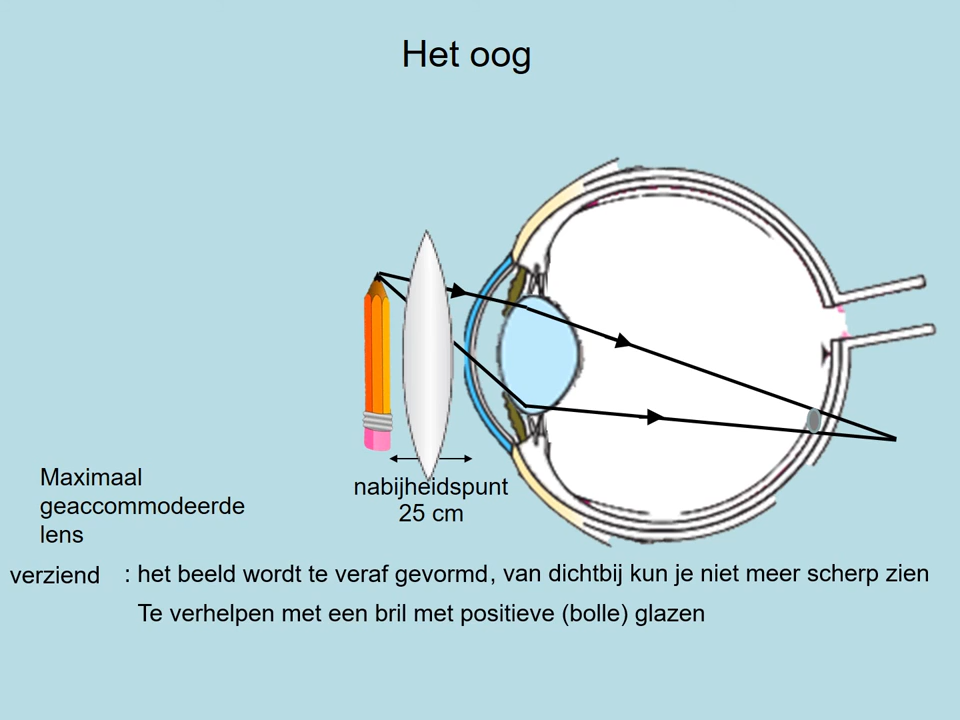 Het oog
nabijheidspunt
25 cm
Maximaal
geaccommodeerde
lens
verziend : het beeld wordt te veraf gevormd, van dichtbij kun je niet meer scherp zien
Te verhelpen met een bril met positieve (bolle) glazen